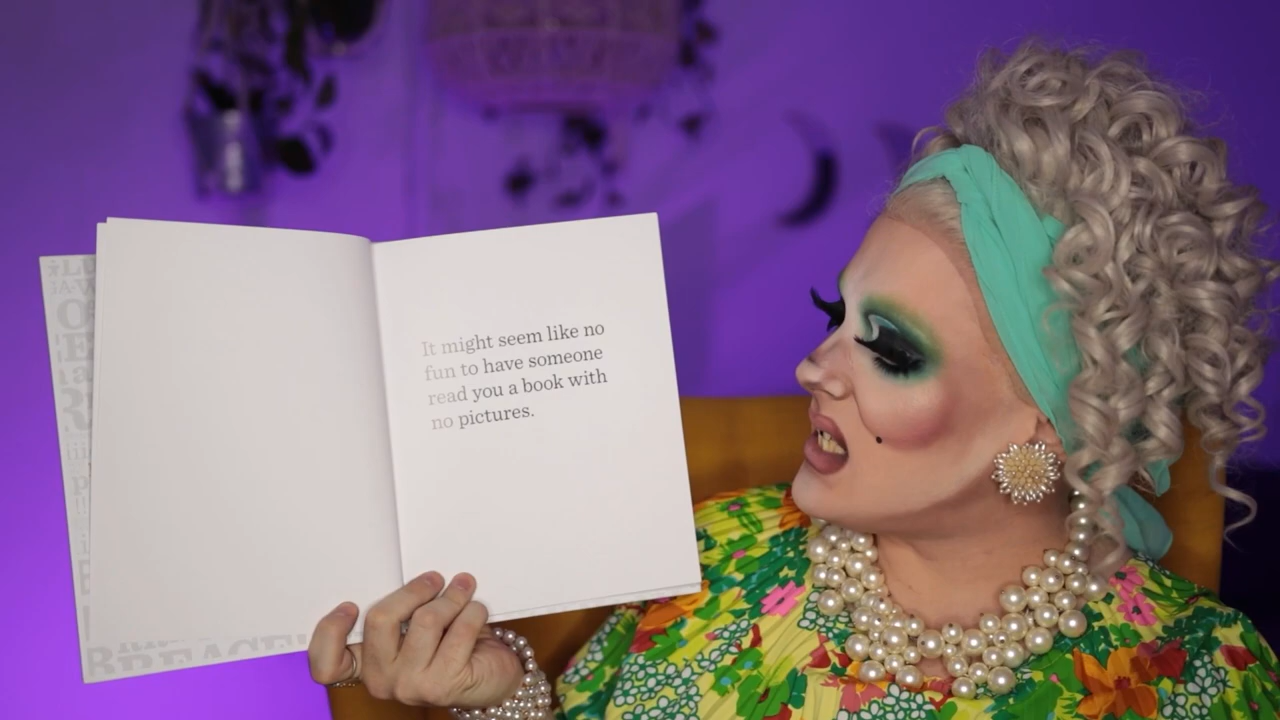 It might seem like no
fun to have someone
read you a book with
no pictures.